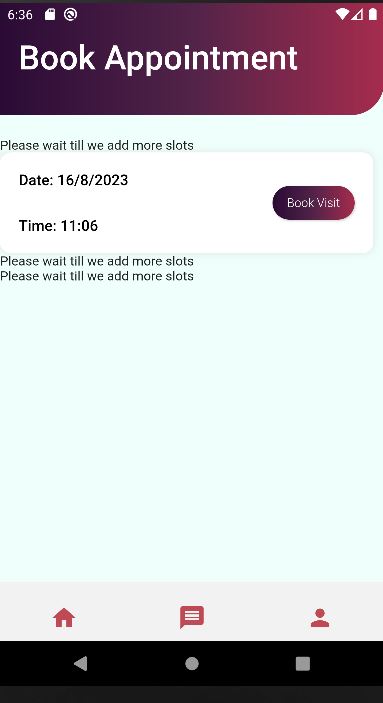 6:36
Book Appointment
Please wait till we add more slots
Date: 16/8/2023
Book Visit
Time: 11:06
Please wait till we add more slots
Please wait till we add more slots